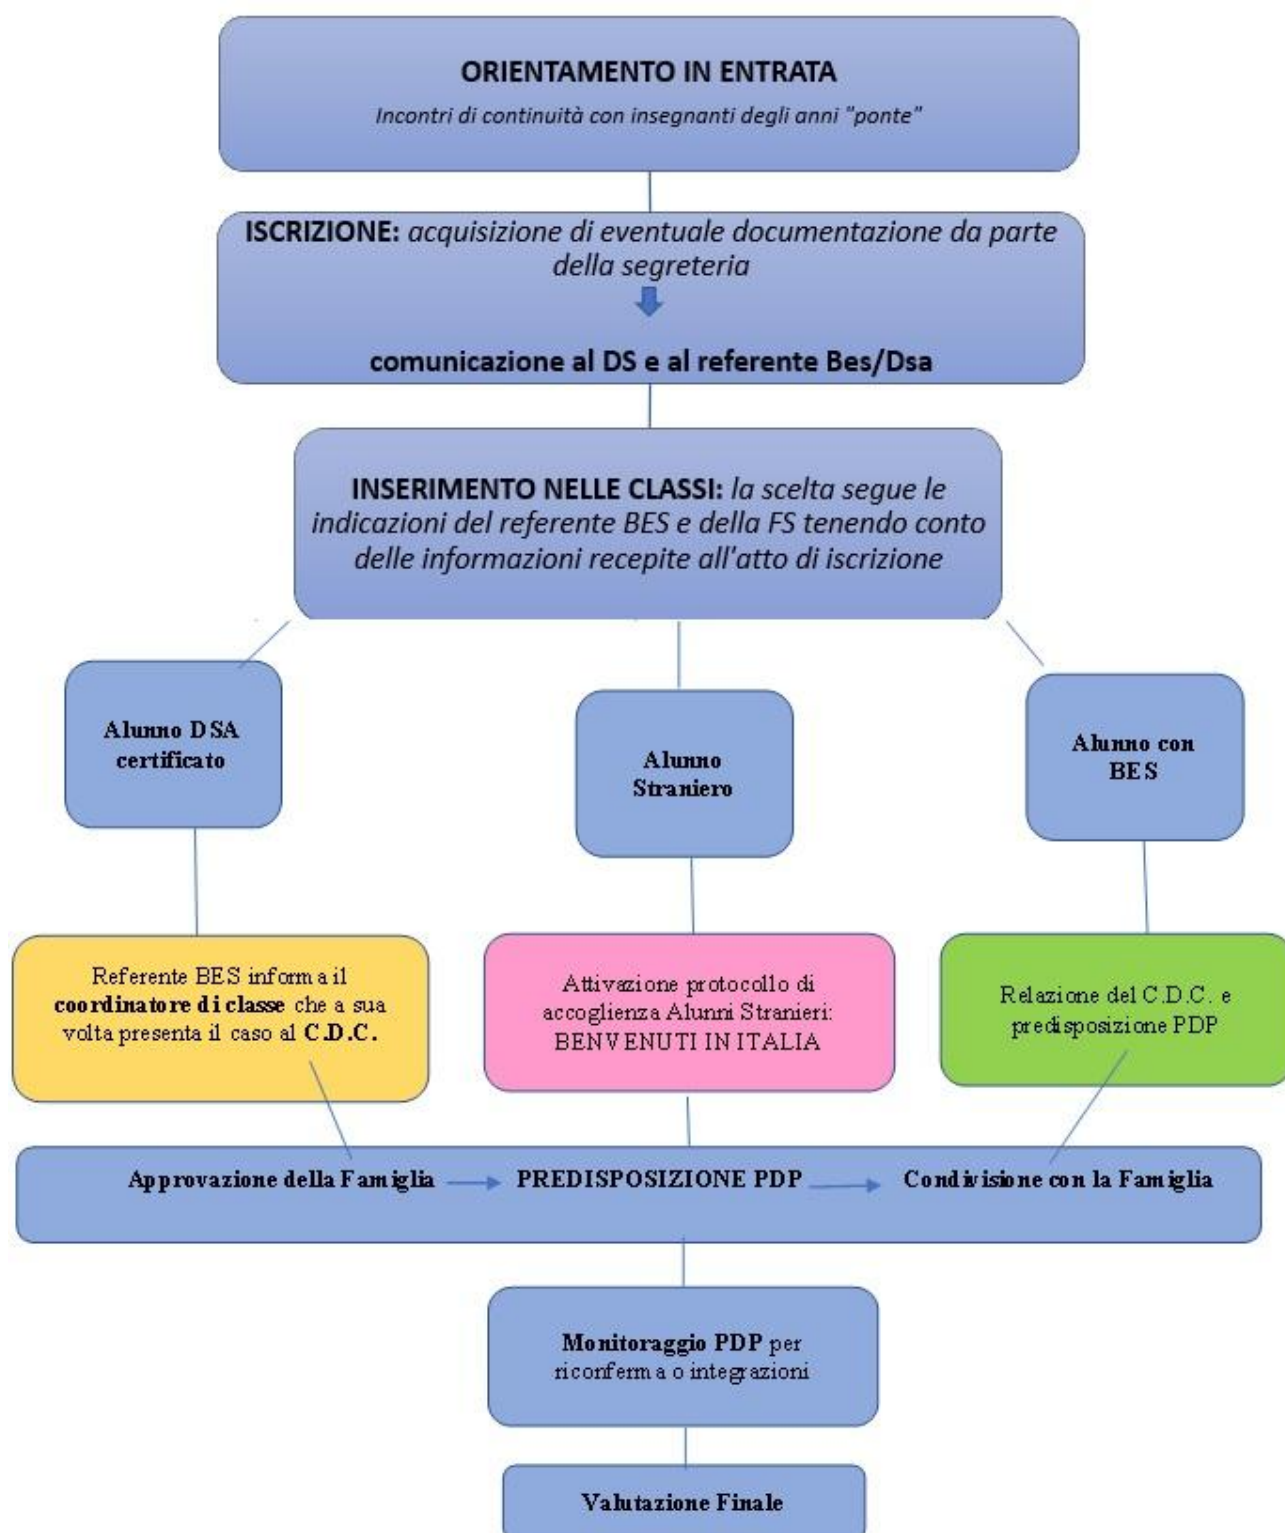 ORIENTAMENTO IN ENTRATA
Incontri di continuità con insegnanti degli anni "ponte"
ISCRIZIONE: acquisizione di eventuale documentazione da parte
della segreteria
comunicazione al DS e al referente Bes/Dsa
INSERIMENTO NELLE CLASSI: la scelta segue le
indicazioni del referente BES e della FS tenendo conto
delle informazioni recepite all'atto di iscrizione
Alunno DSA
certificato
Alunno
Straniero
Alunno con
BES
Referente BES informa il
coordinatore di classe che a sua
volta presenta il caso al C.D.C.
Attivazione protocollo di
accoglienza Alunni Stranieri:
BENVENUTI IN ITALIA
Relazione del C.D.C. e
predisposizione PDP
Approvazione della Famiglia PREDISPOSIZIONE PDP Condivisione con la Famiglia
Monitoraggio PDP per
riconferma o integrazioni
Valutazione Finale